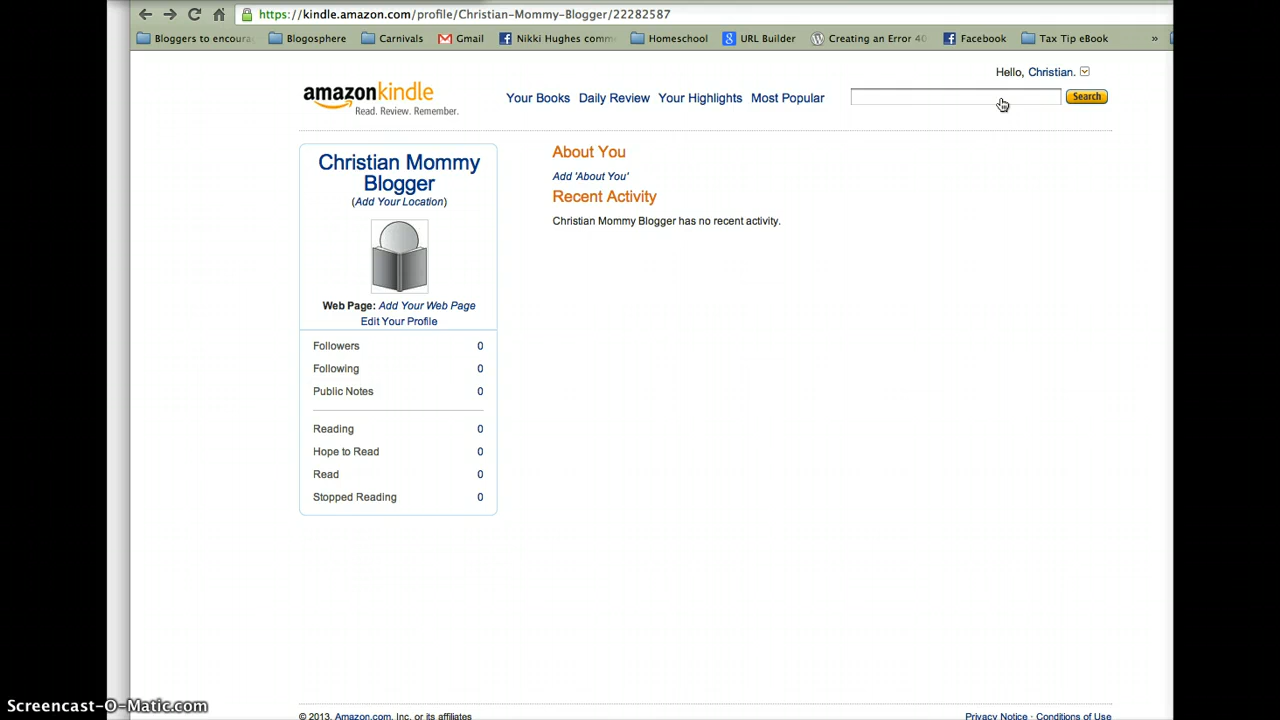 https://kindle.amazon.com/profile/Christian-Mommy-Blogger/22282587
Bloggers to encoura Blogosphere Carnivals Gmail Nikki Hughes comm Homeschool URL Builder Creating an Error 40 Facebook Tax Tip eBook »
Hello, Christian.
amazonkindle
Read. Review. Remember.
Your Books Daily Review Your Highlights Most Popular Search
Christian Mommy
Blogger
(Add Your Location)
Web Page: Add Your Web Page
Edit Your Profile
Followers 0
Following 0
Public Notes 0
Reading 0
Hope to Read 0
Read 0
Stopped Reading 0
About You
Add 'About You'
Recent Activity
Christian Mommy Blogger has no recent activity.
© 2013, Amazon.com, Inc. or its affiliates
Privacy Notice · Conditions of Use
Screencast-O-Matic.com